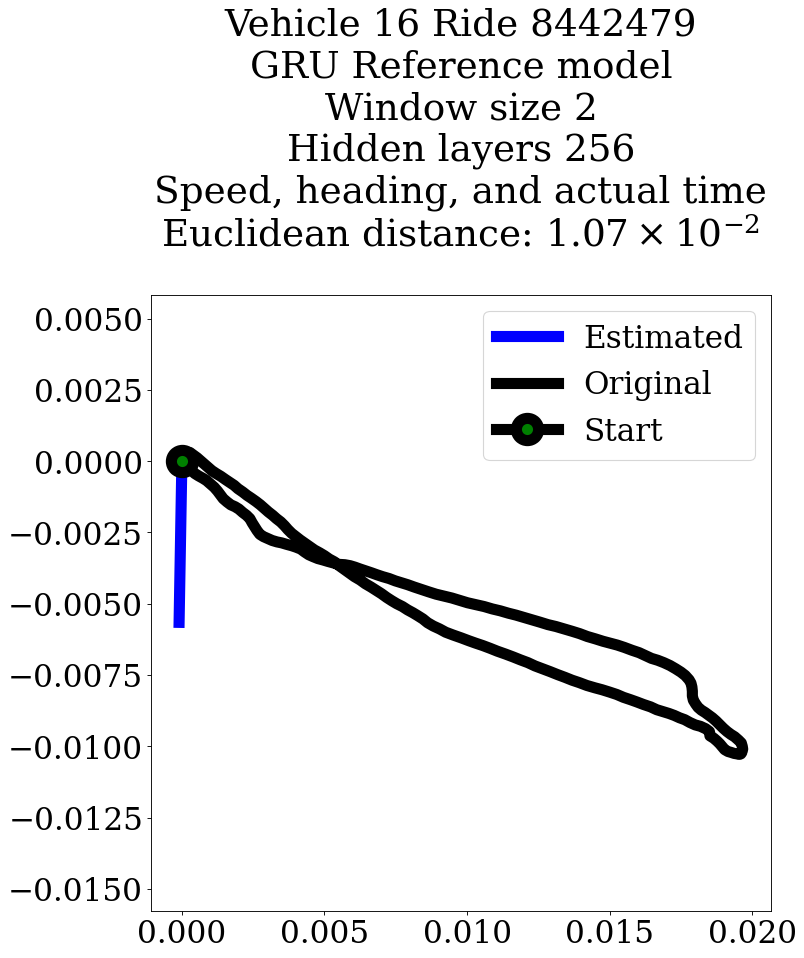 Vehicle 16 Ride 8442479
GRU Reference model
Window size 2
Hidden layers 256
Speed, heading, and actual time
Euclidean distance: 1.07 × 10⁻²
Estimated
Original
Start
0.0050
0.0025
0.0000
−0.0025
−0.0050
−0.0075
−0.0100
−0.0125
−0.0150
0.000 0.005 0.010 0.015 0.020